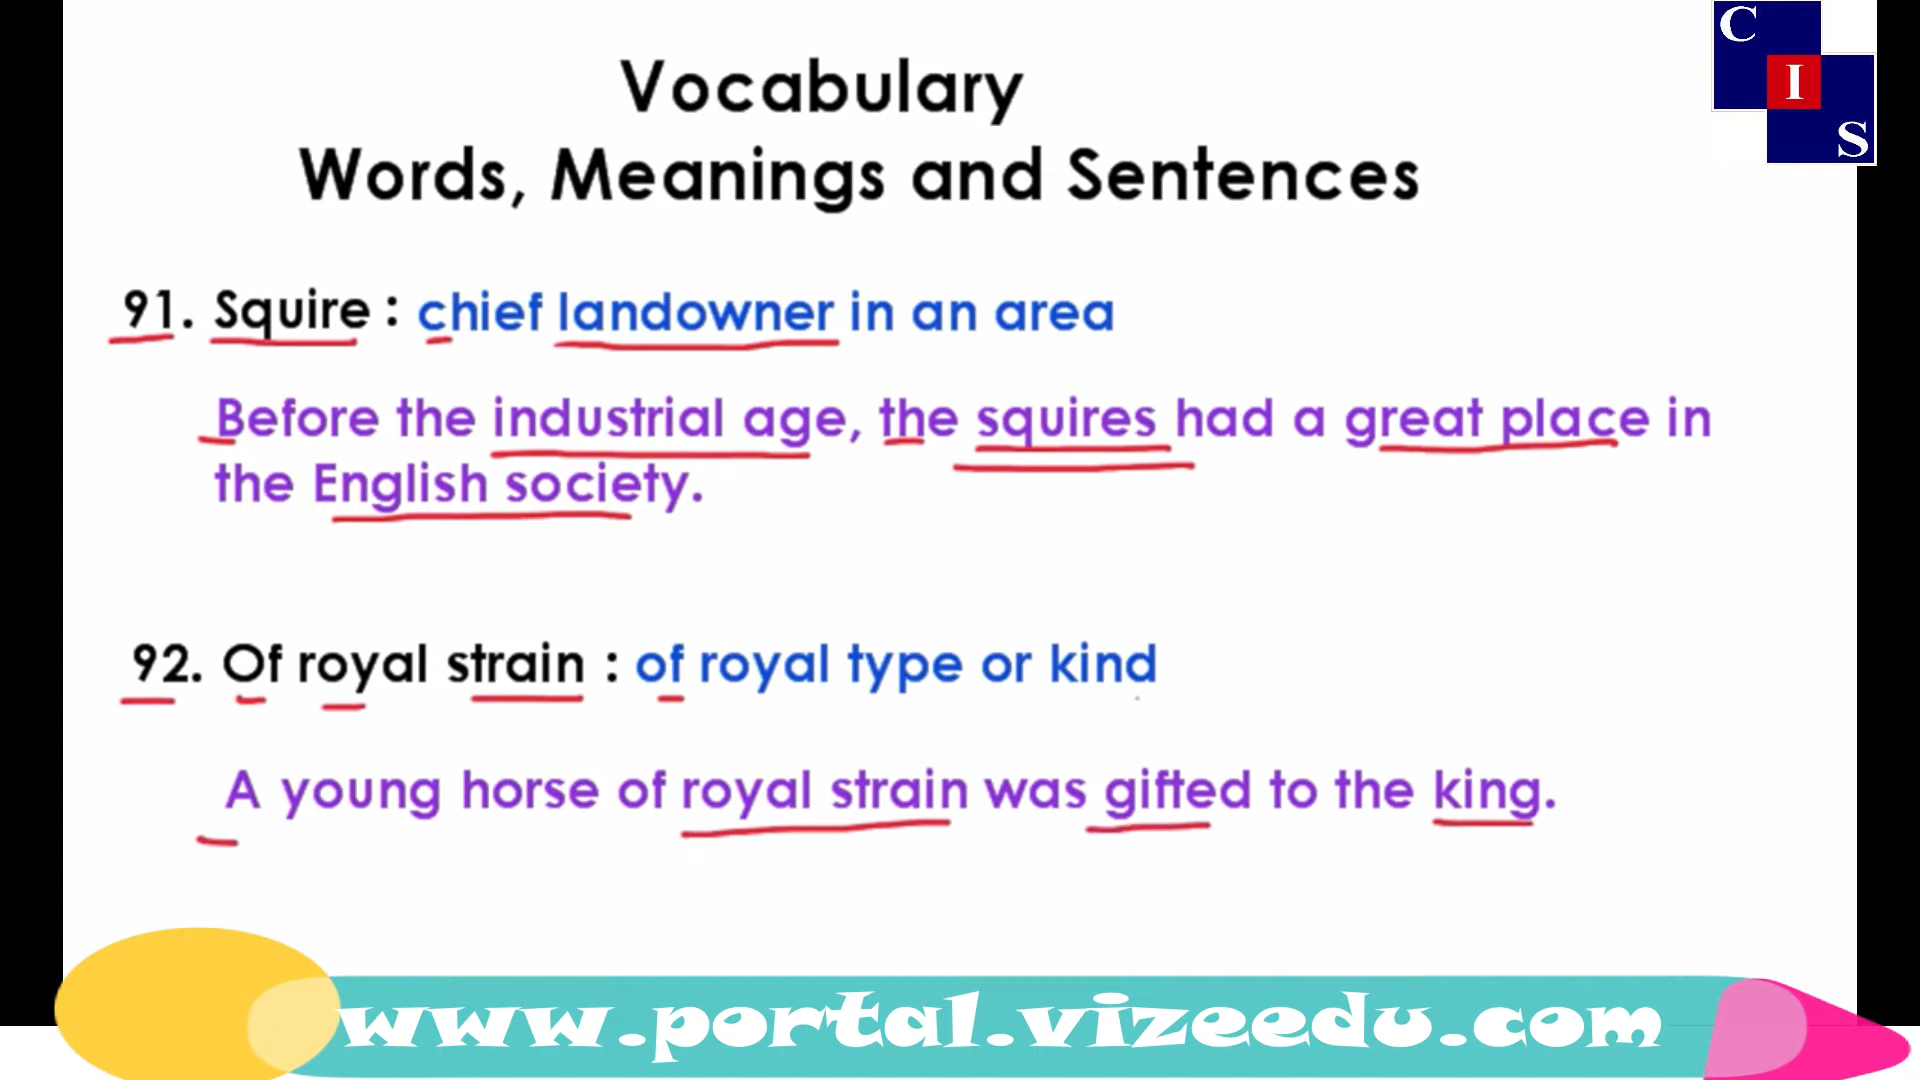 C
I
S
Vocabulary
Words, Meanings and Sentences
91. Squire : chief landowner in an area
Before the industrial age, the squires had a great place in
the English society.
92. Of royal strain : of royal type or kind
A young horse of royal strain was gifted to the king.
www.portal.vizeedu.com